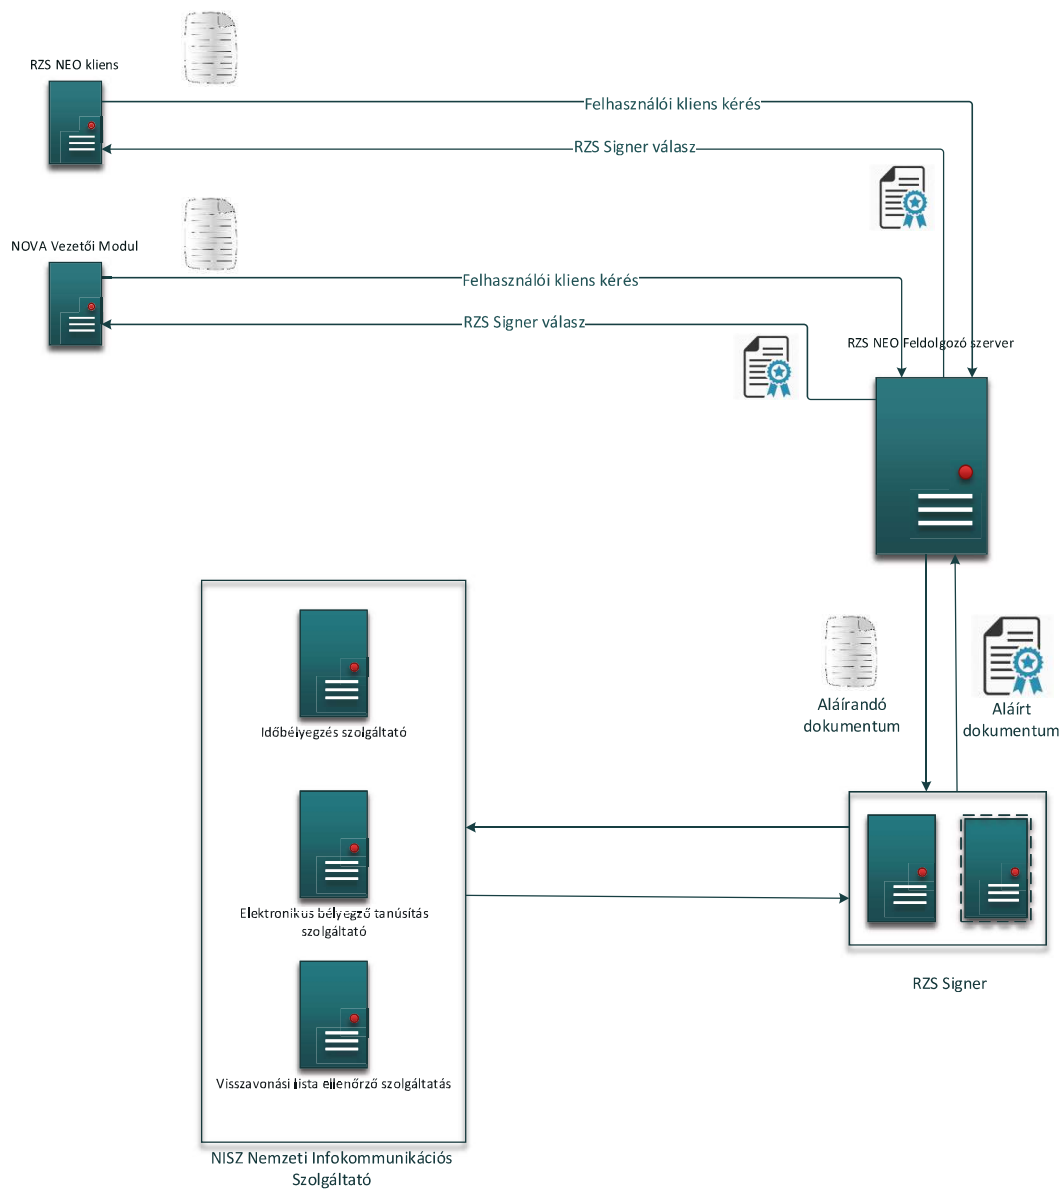 RZS NEO kliens
Felhasználói kliens kérés
RZS Signer válasz
NOVA Vezetői Modul
Felhasználói kliens kérés
RZS Signer válasz
RZS NEO Feldolgozó szerver
Aláírandó
dokumentum
Aláírt
dokumentum
Időbélyegzés szolgáltató
Elektronikus bélyegző tanúsítás
szolgáltató
Visszavonási lista ellenőrző szolgáltatás
RZS Signer
NISZ Nemzeti Infokommunikációs
Szolgáltató